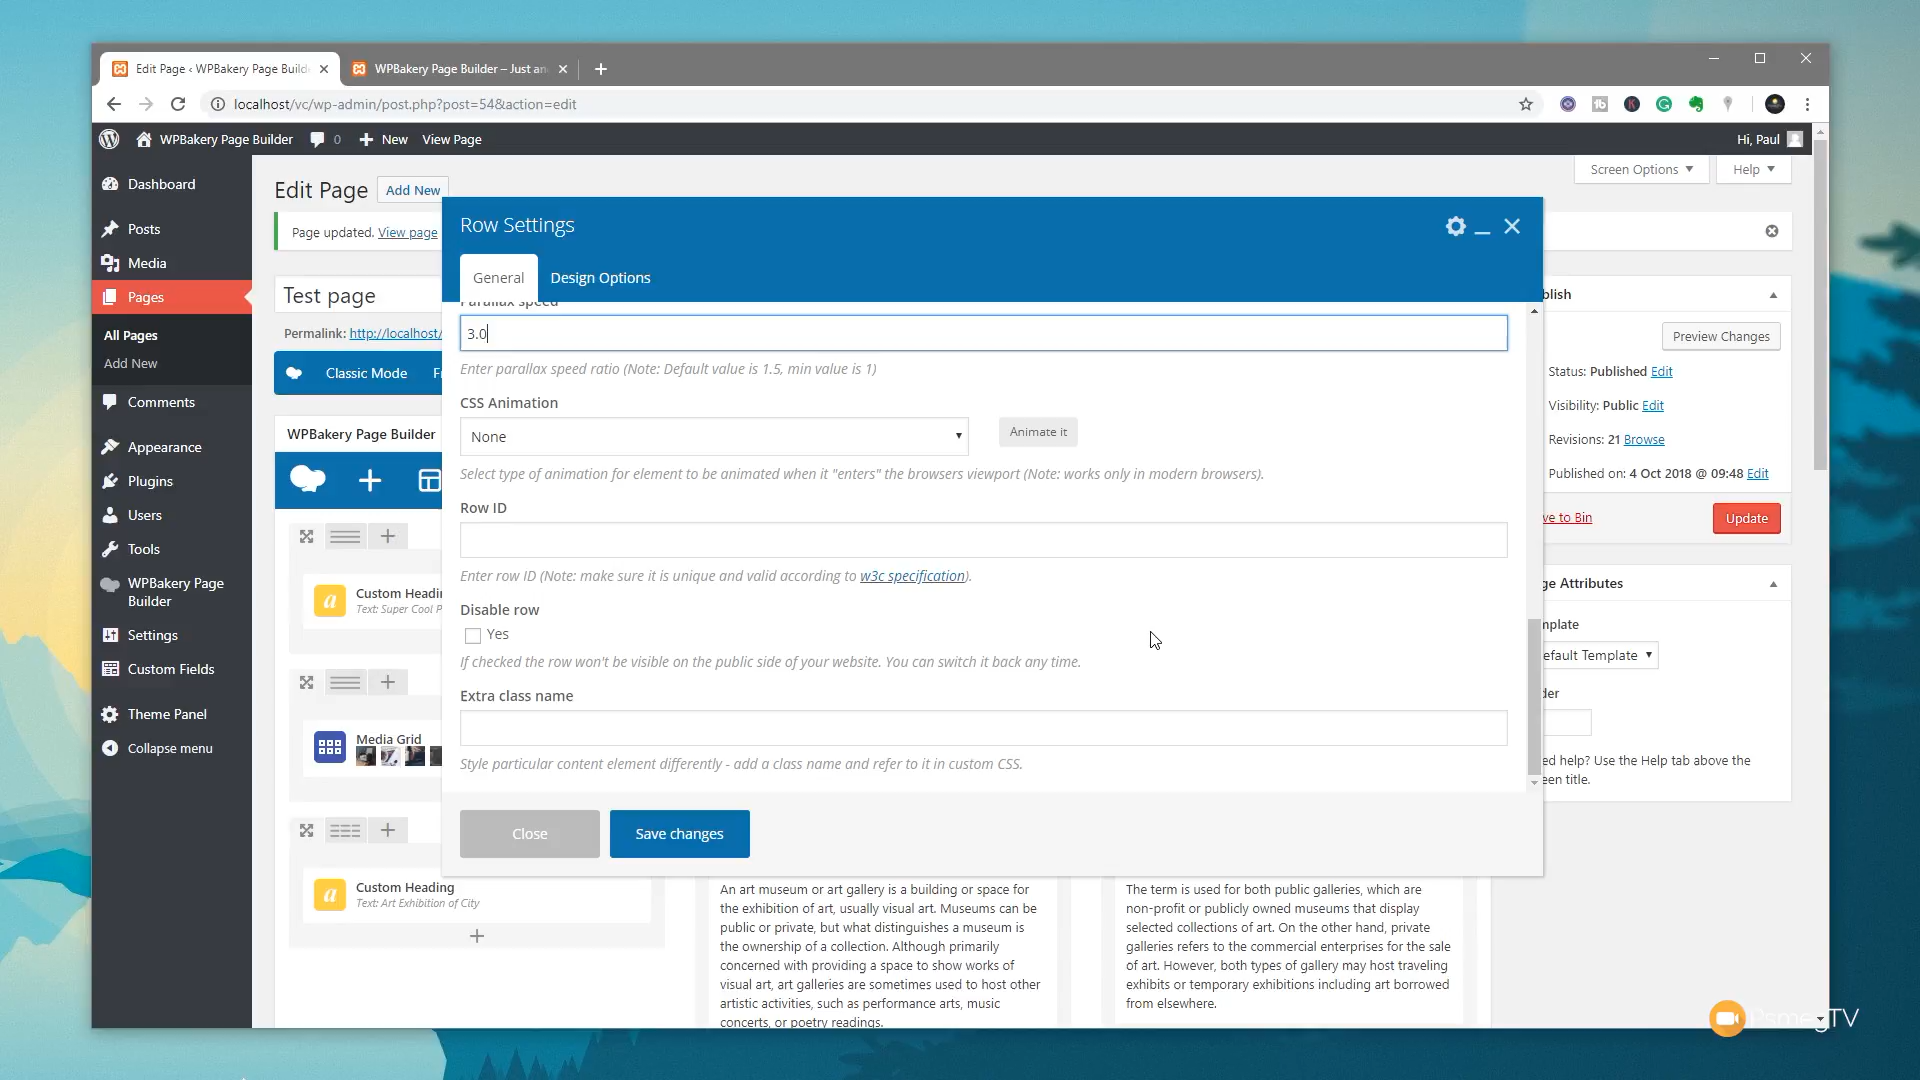 Edit Page ‹ WPBakery Page Build
WPBakery Page Builder – Just an
localhost/vc/wp-admin/post.php?post=54&action=edit
WPBakery Page Builder
0
New
View Page
Hi, Paul
Dashboard
Posts
Media
Pages
All Pages
Add New
Comments
Appearance
Plugins
Users
Tools
WPBakery Page
Builder
Settings
Custom Fields
Theme Panel
Collapse menu
Screen Options
Help
Edit Page
Add New
Page updated. View page
Test page
Permalink: http://localhost/
Classic Mode
WPBakery Page Builder
Custom Headin
Text: Super Cool P
Media Grid
Custom Heading
Text: Art Exhibition of City
Row Settings
General
Design Options
Parallax speed
3.0
Enter parallax speed ratio (Note: Default value is 1.5, min value is 1)
CSS Animation
None
Animate it
Select type of animation for element to be animated when it "enters" the browsers viewport (Note: works only in modern browsers).
Row ID
Enter row ID (Note: make sure it is unique and valid according to w3c specification).
Disable row
Yes
If checked the row won't be visible on the public side of your website. You can switch it back any time.
Extra class name
Style particular content element differently - add a class name and refer to it in custom CSS.
Close
Save changes
An art museum or art gallery is a building or space for
the exhibition of art, usually visual art. Museums can be
public or private, but what distinguishes a museum is
the ownership of a collection. Although primarily
concerned with providing a space to show works of
visual art, art galleries are sometimes used to host other
artistic activities, such as performance arts, music
concerts, or poetry readings.
The term is used for both public galleries, which are
non-profit or publicly owned museums that display
selected collections of art. On the other hand, private
galleries refers to the commercial enterprises for the sale
of art. However, both types of gallery may host traveling
exhibits or temporary exhibitions including art borrowed
from elsewhere.
blish
Preview Changes
Status: Published Edit
Visibility: Public Edit
Revisions: 21 Browse
Published on: 4 Oct 2018 @ 09:48 Edit
ve to Bin
Update
ge Attributes
mplate
efault Template
der
ed help? Use the Help tab above the
een title.